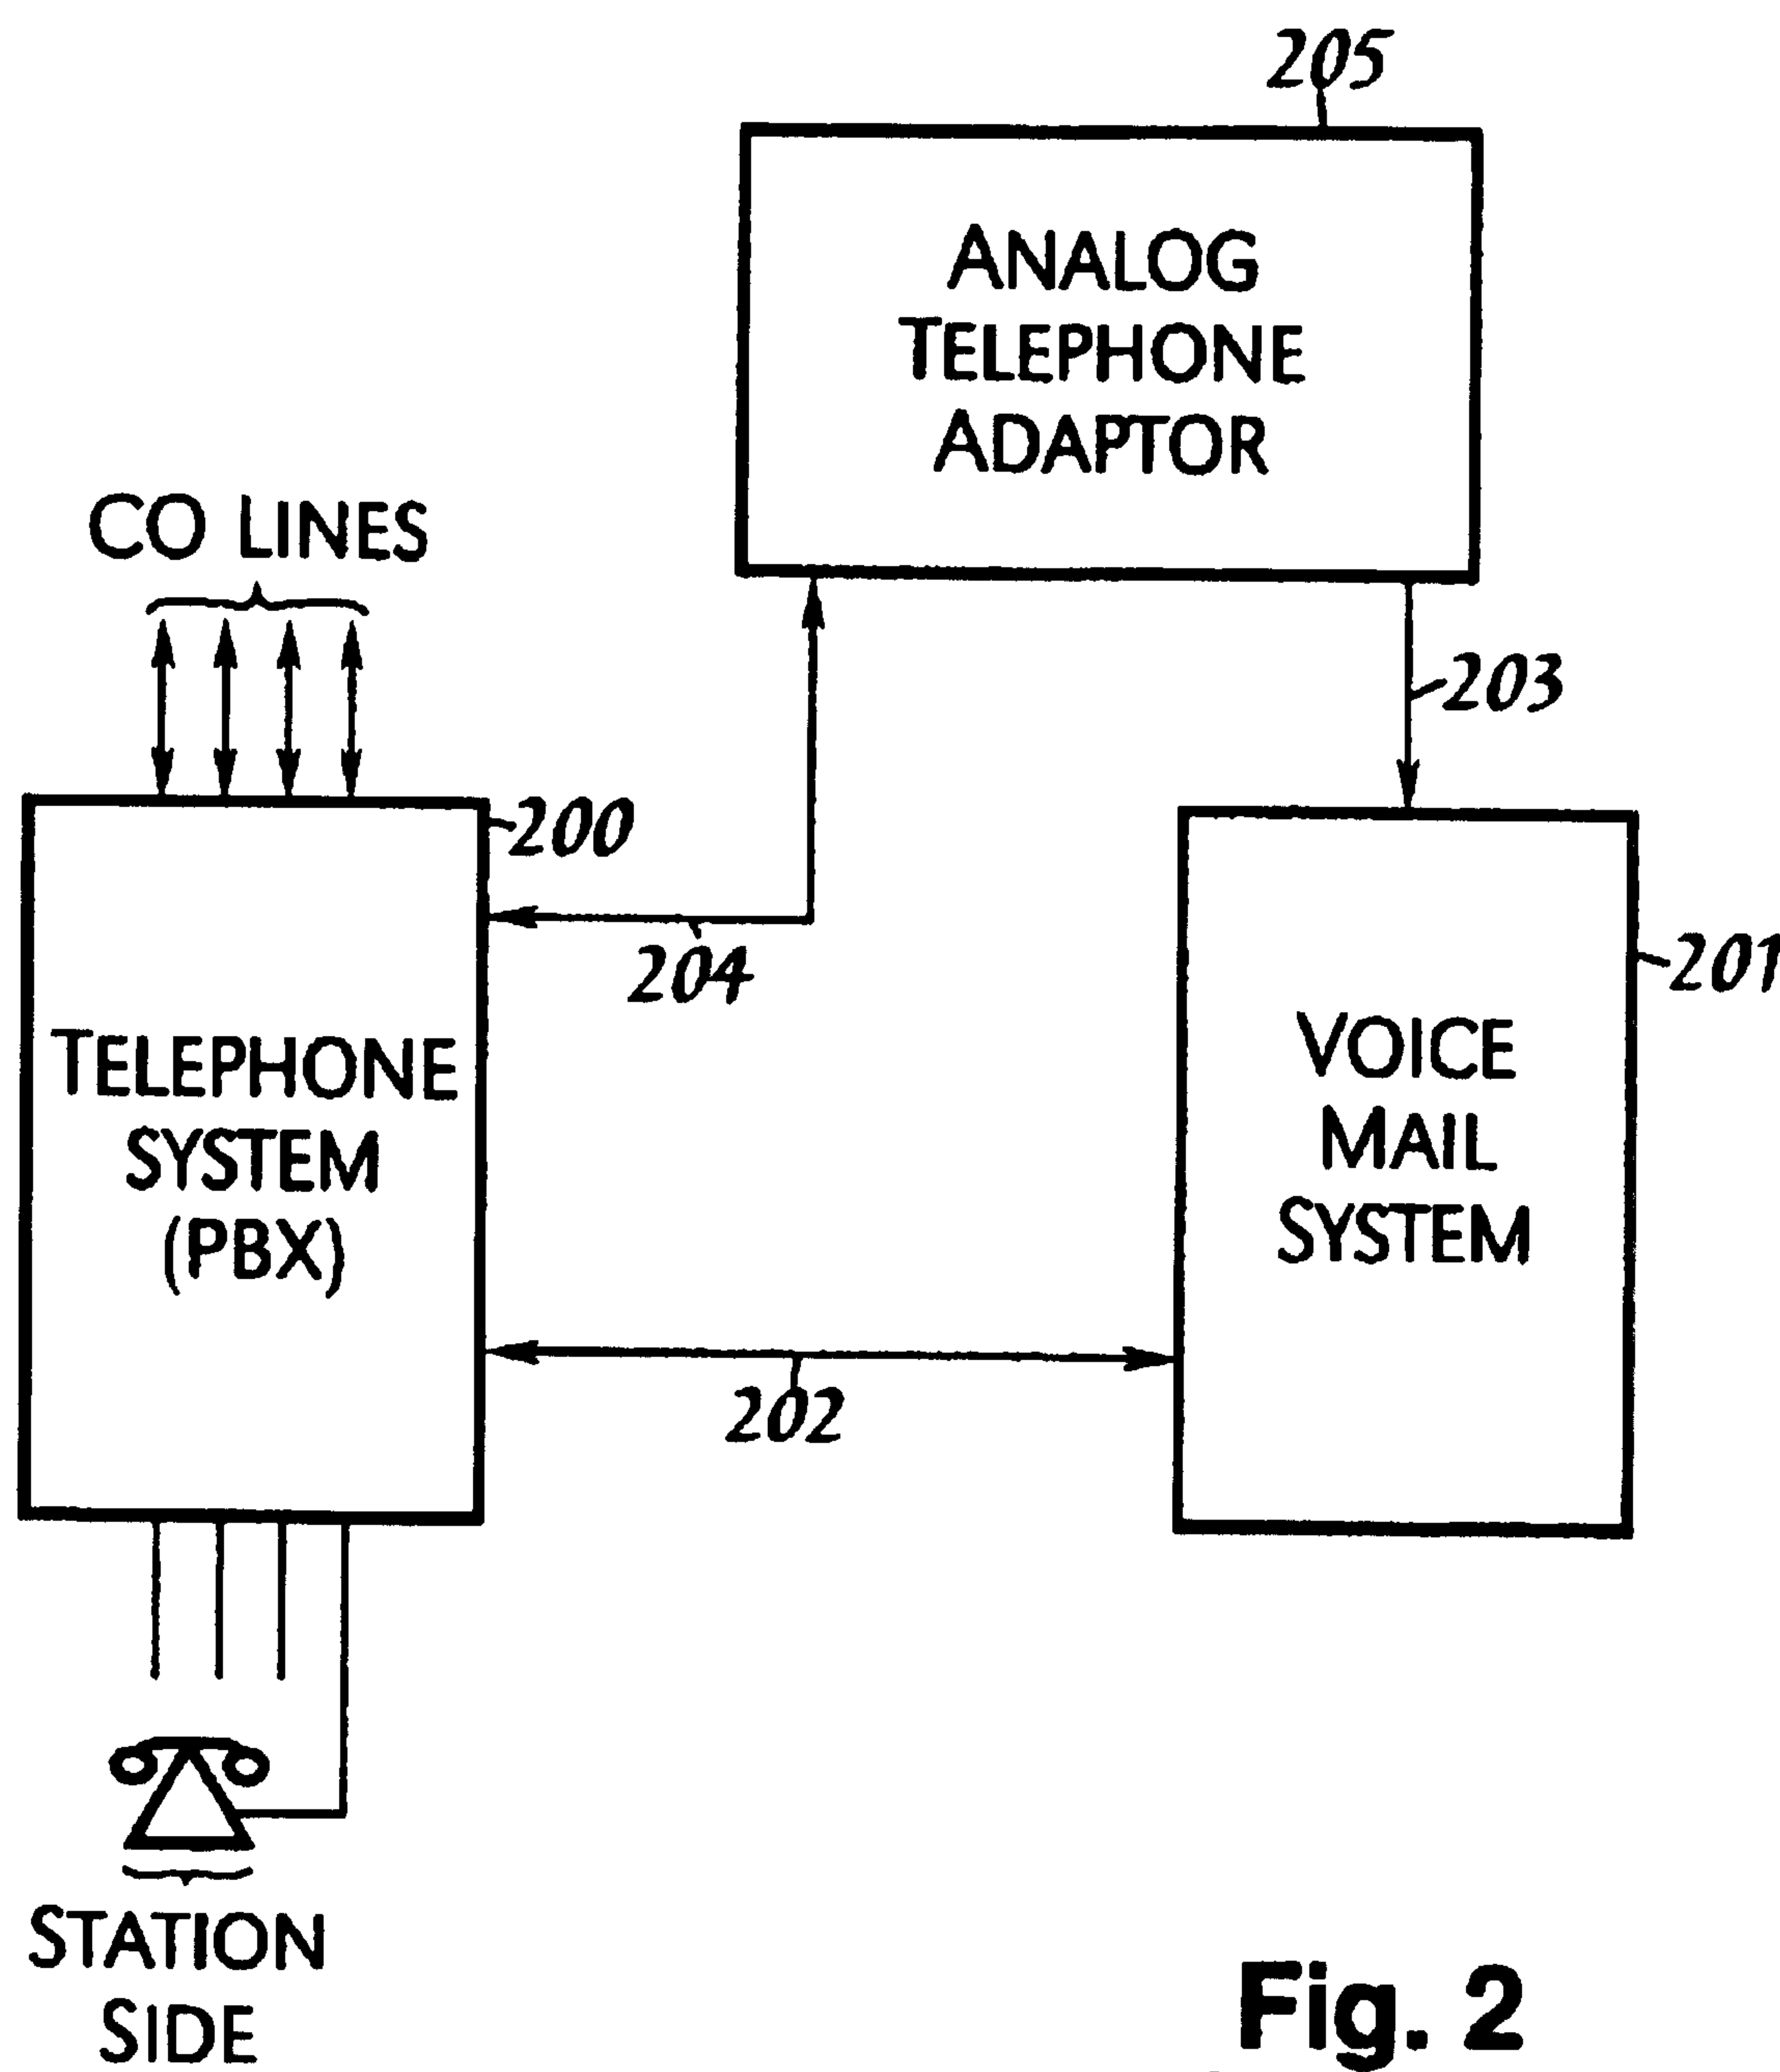 205
ANALOG
TELEPHONE
ADAPTOR
CO LINES
203
200
204
201
TELEPHONE
SYSTEM
(PBX)
VOICE
MAIL
SYSTEM
202
STATION
SIDE
Fig. 2